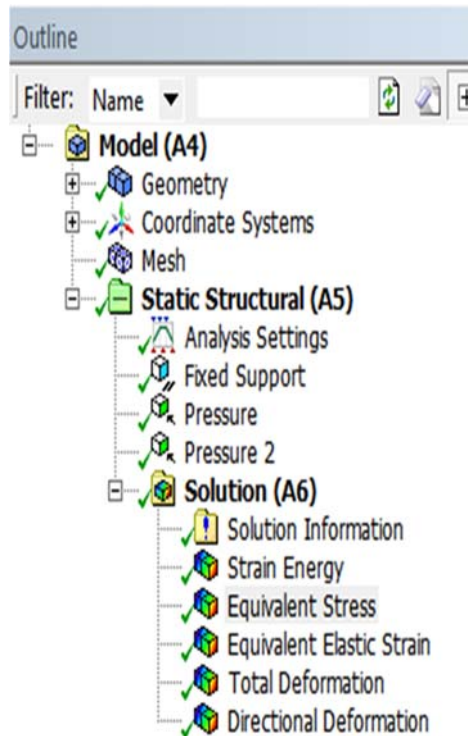 Outline
Filter: Name
Model (A4)
Geometry
Coordinate Systems
Mesh
Static Structural (A5)
Analysis Settings
Fixed Support
Pressure
Pressure 2
Solution (A6)
Solution Information
Strain Energy
Equivalent Stress
Equivalent Elastic Strain
Total Deformation
Directional Deformation